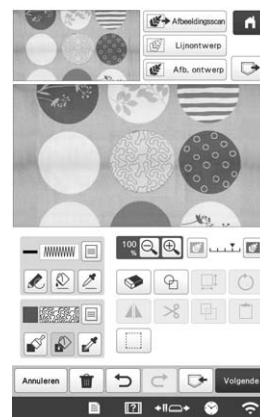 Afbeeldingsscan
Lijnontwerp
Afb. ontwerp
100
%
Annuleren
Volgende